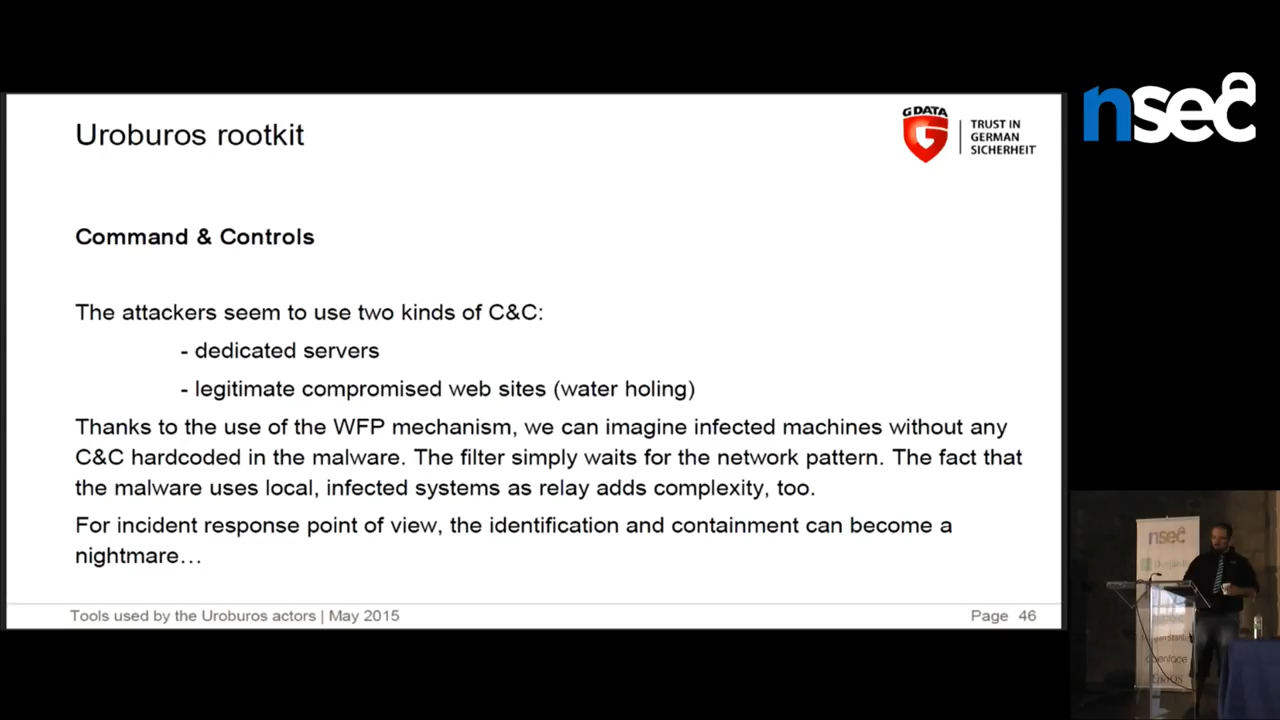 Uroburos rootkit
G DATA
TRUST IN
GERMAN
SICHERHEIT
nsec
Command & Controls
The attackers seem to use two kinds of C&C:
- dedicated servers
- legitimate compromised web sites (water holing)
Thanks to the use of the WFP mechanism, we can imagine infected machines without any
C&C hardcoded in the malware. The filter simply waits for the network pattern. The fact that
the malware uses local, infected systems as relay adds complexity, too.
For incident response point of view, the identification and containment can become a
nightmare…
Tools used by the Uroburos actors | May 2015
Page 46
nsec